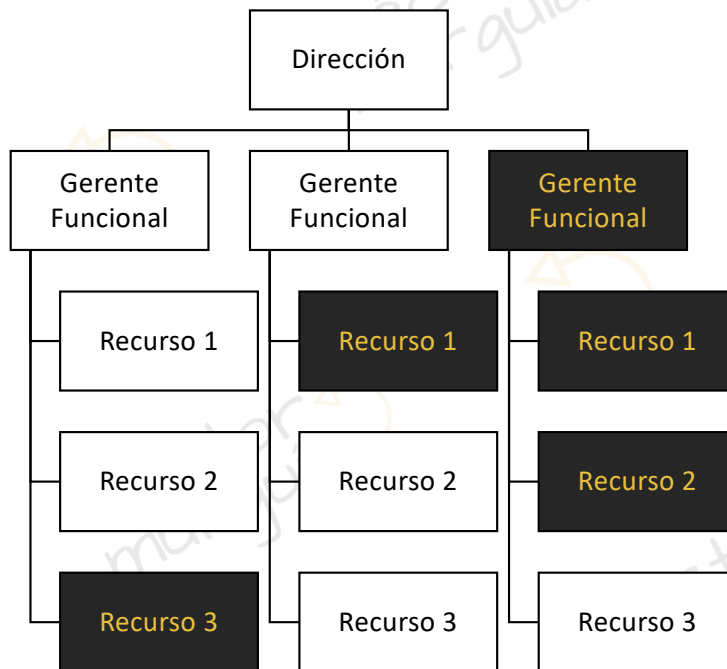 Dirección
Gerente
Funcional
Gerente
Funcional
Gerente
Funcional
Recurso 1
Recurso 1
Recurso 1
Recurso 2
Recurso 2
Recurso 2
Recurso 3
Recurso 3
Recurso 3